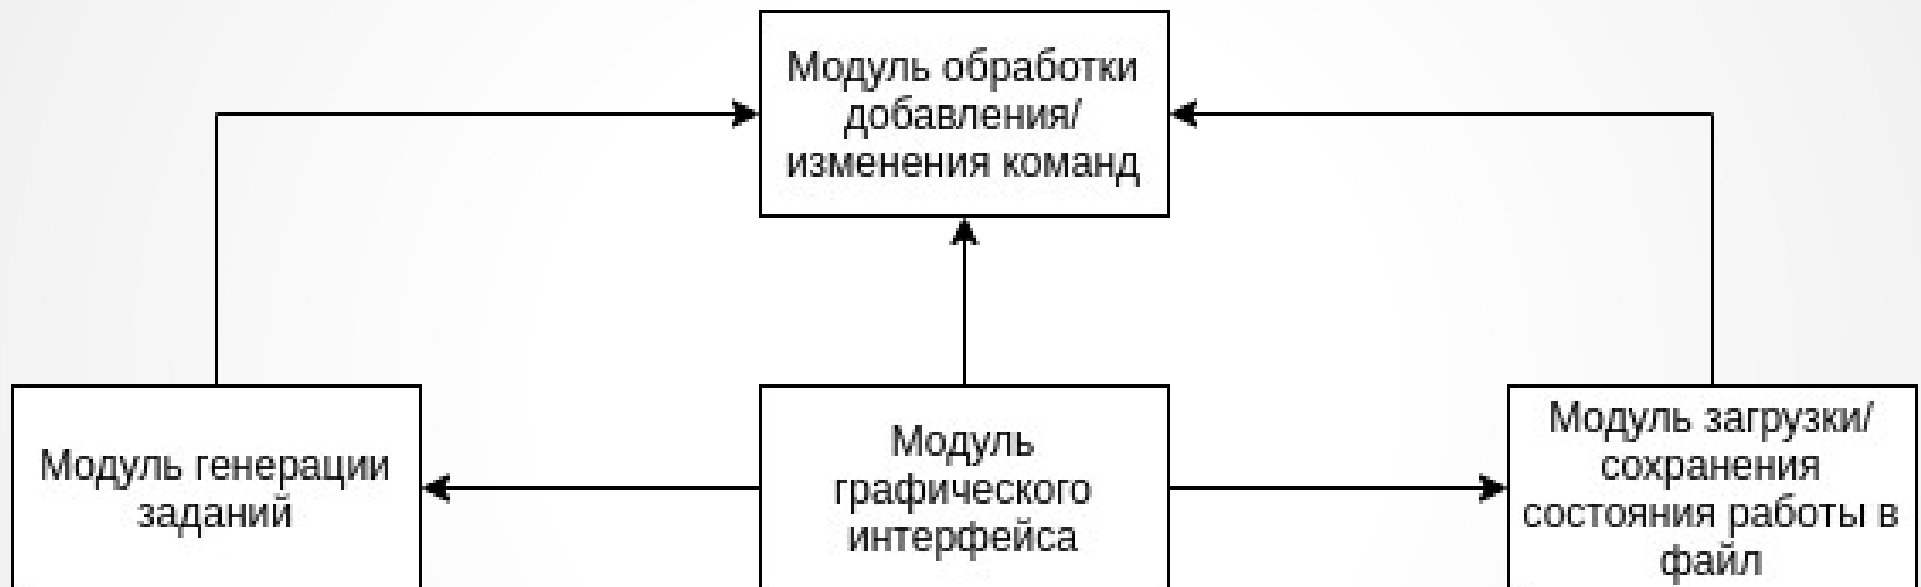 Модуль обработки
добавления/
изменения команд
Модуль генерации
заданий
Модуль
графического
интерфейса
Модуль загрузки/
сохранения
состояния работы в
файл